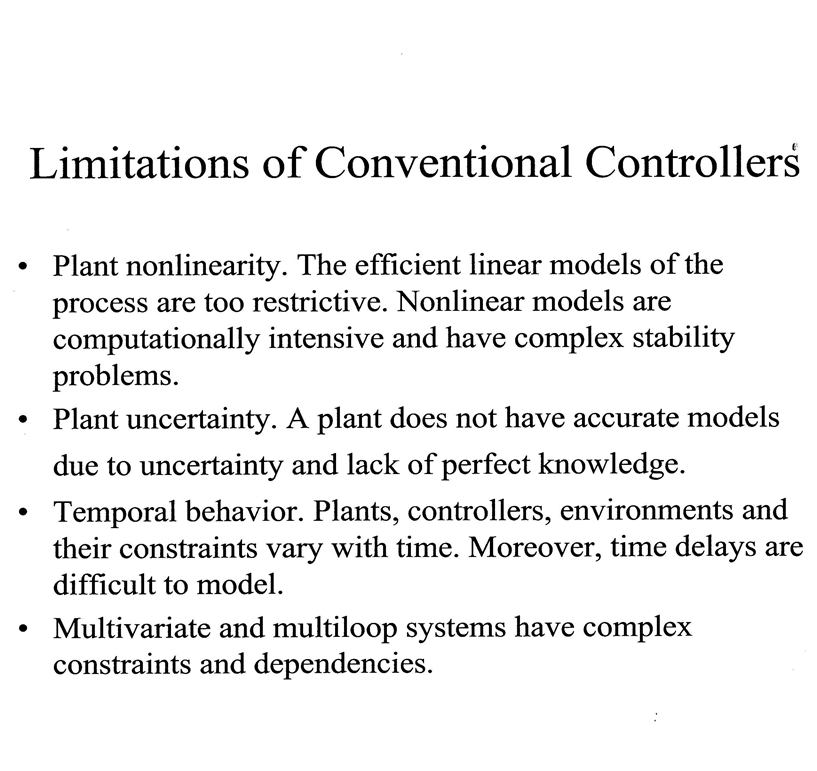 Limitations of Conventional Controllers
• Plant nonlinearity. The efficient linear models of the
process are too restrictive. Nonlinear models are
computationally intensive and have complex stability
problems.
• Plant uncertainty. A plant does not have accurate models
due to uncertainty and lack of perfect knowledge.
• Temporal behavior. Plants, controllers, environments and
their constraints vary with time. Moreover, time delays are
difficult to model.
• Multivariate and multiloop systems have complex
constraints and dependencies.